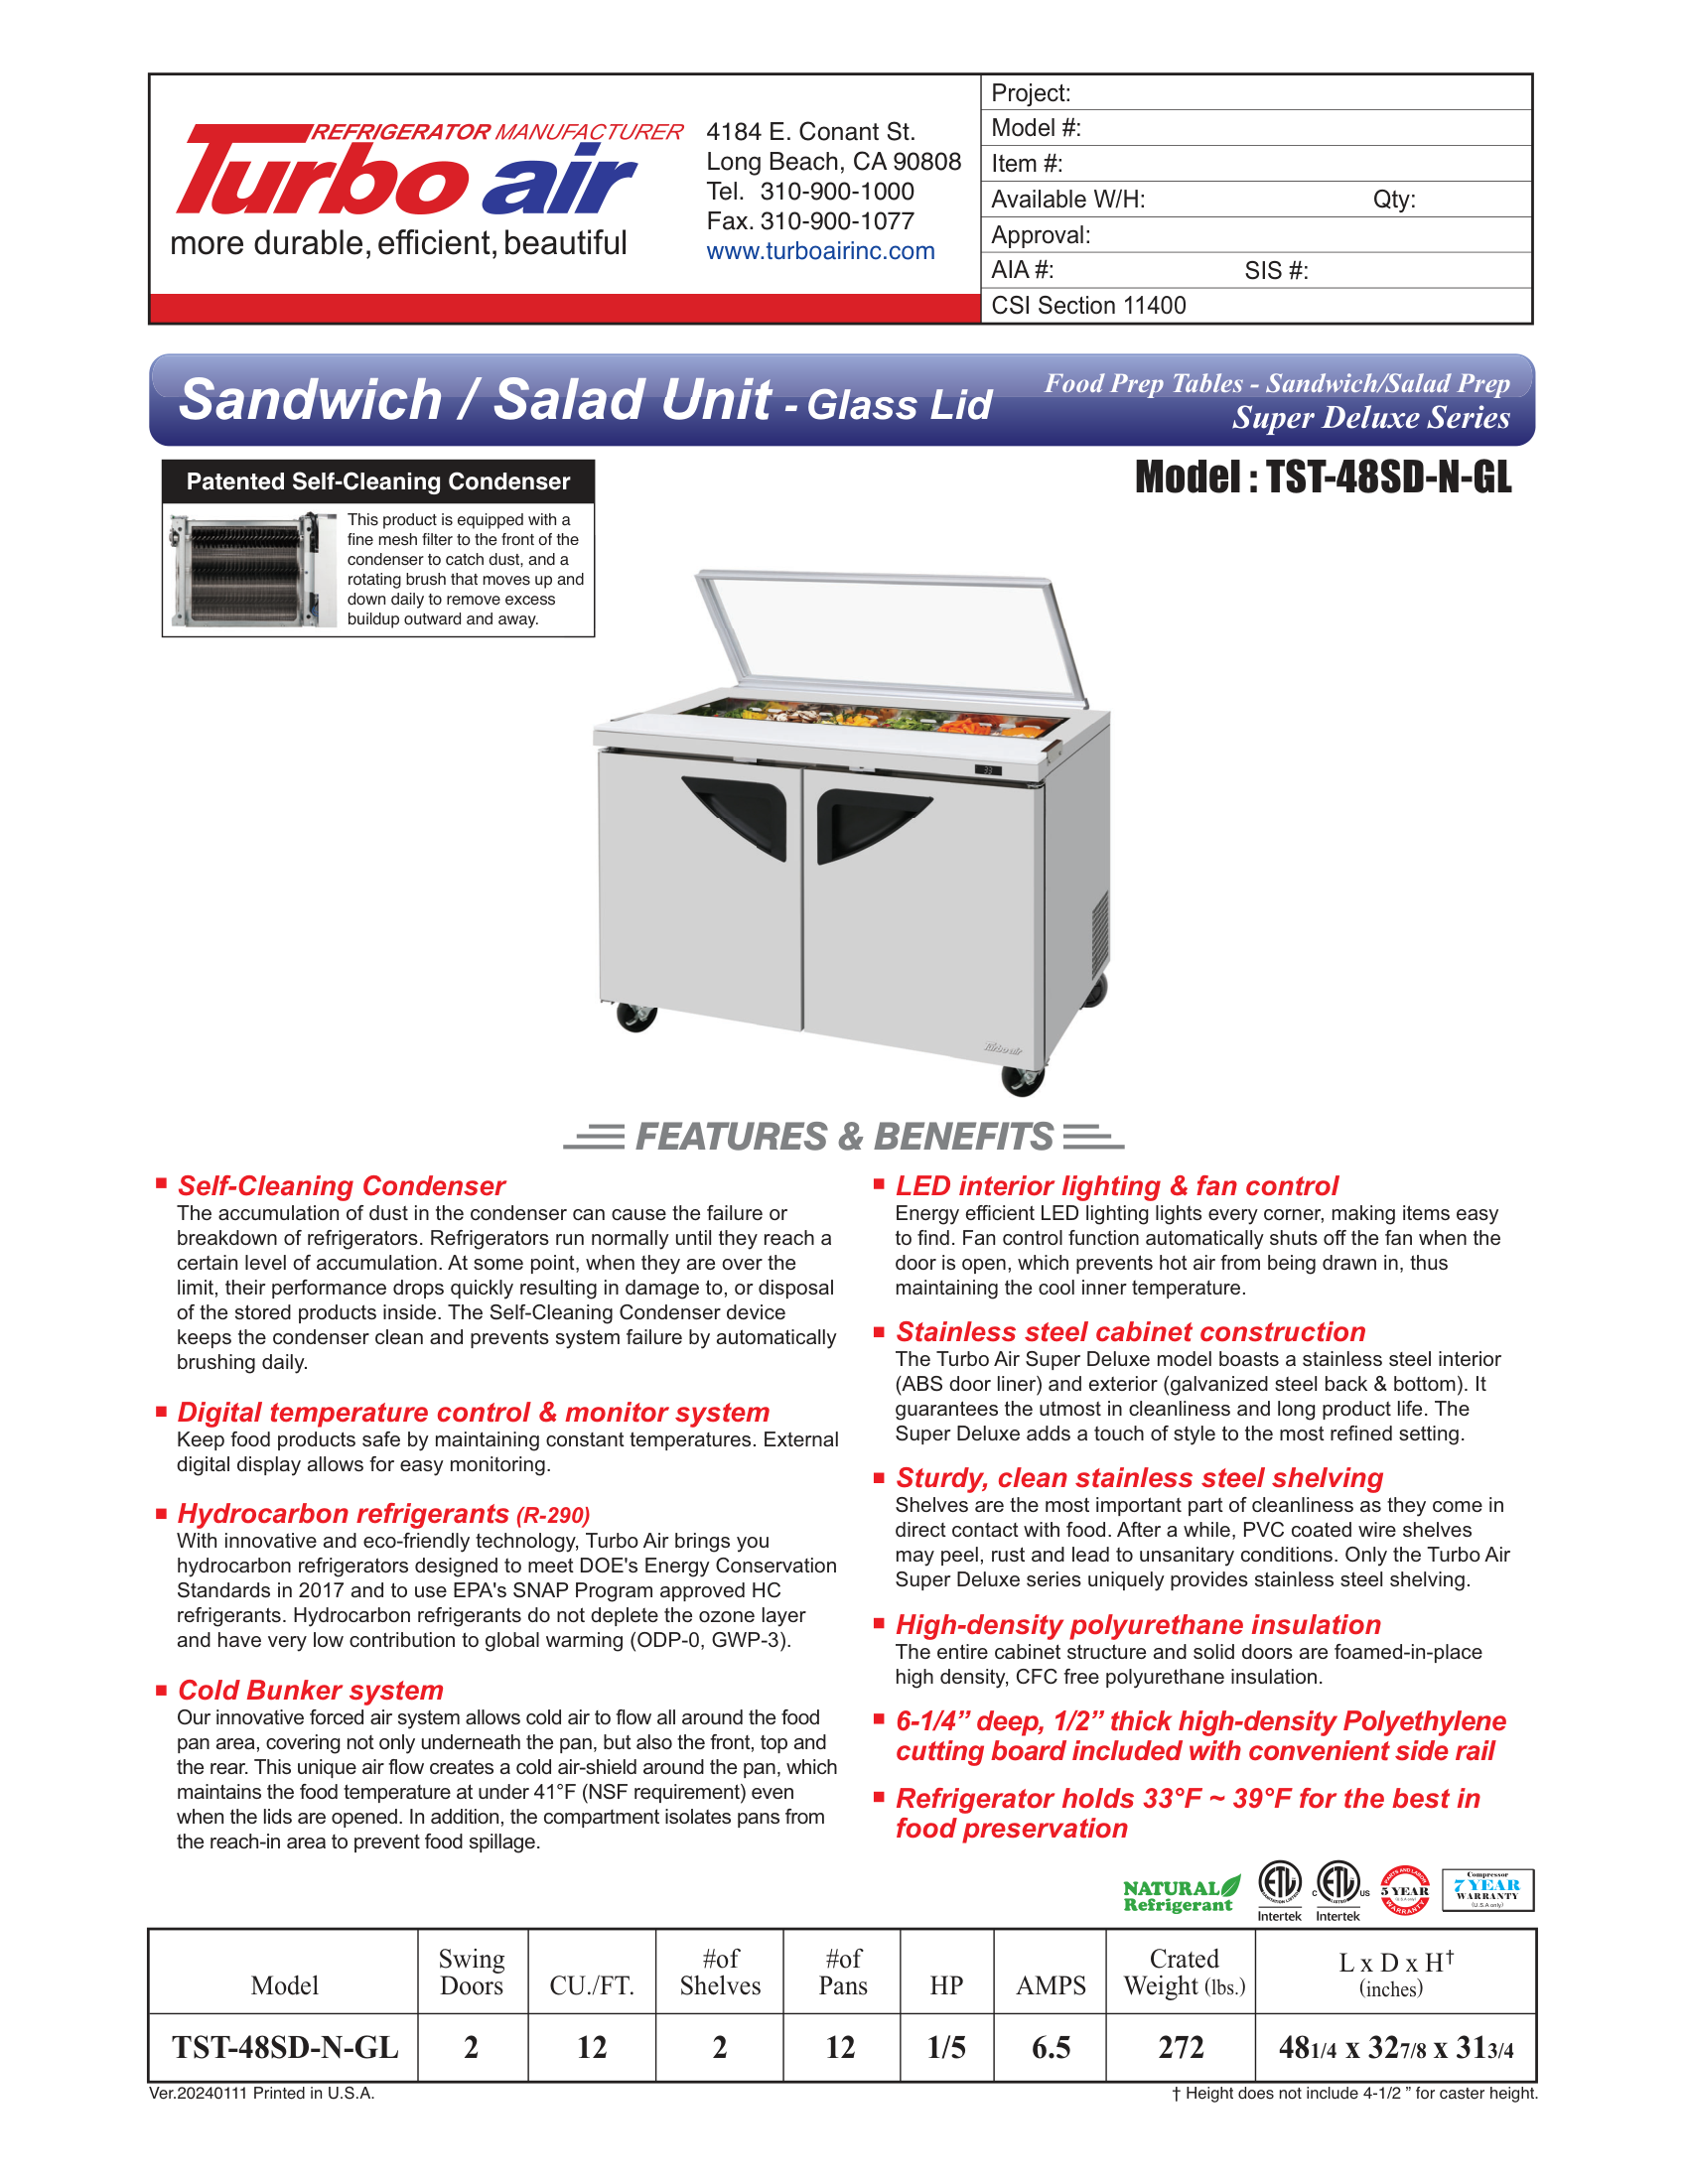 REFRIGERATOR MANUFACTURER
Turbo air
more durable, efficient, beautiful
4184 E. Conant St.
Long Beach, CA 90808
Tel. 310-900-1000
Fax. 310-900-1077
www.turboairinc.com
Project:
Model #:
Item #:
Available W/H: Qty:
Approval:
AIA #: SIS #:
CSI Section 11400
Sandwich / Salad Unit - Glass Lid
Food Prep Tables - Sandwich/Salad Prep
Super Deluxe Series
Patented Self-Cleaning Condenser
This product is equipped with a
fine mesh filter to the front of the
condenser to catch dust, and a
rotating brush that moves up and
down daily to remove excess
buildup outward and away.
Model : TST-48SD-N-GL
33
Turbo air
FEATURES & BENEFITS
Self-Cleaning Condenser
The accumulation of dust in the condenser can cause the failure or
breakdown of refrigerators. Refrigerators run normally until they reach a
certain level of accumulation. At some point, when they are over the
limit, their performance drops quickly resulting in damage to, or disposal
of the stored products inside. The Self-Cleaning Condenser device
keeps the condenser clean and prevents system failure by automatically
brushing daily.
Digital temperature control & monitor system
Keep food products safe by maintaining constant temperatures. External
digital display allows for easy monitoring.
Hydrocarbon refrigerants (R-290)
With innovative and eco-friendly technology, Turbo Air brings you
hydrocarbon refrigerators designed to meet DOE's Energy Conservation
Standards in 2017 and to use EPA's SNAP Program approved HC
refrigerants. Hydrocarbon refrigerants do not deplete the ozone layer
and have very low contribution to global warming (ODP-0, GWP-3).
Cold Bunker system
Our innovative forced air system allows cold air to flow all around the food
pan area, covering not only underneath the pan, but also the front, top and
the rear. This unique air flow creates a cold air-shield around the pan, which
maintains the food temperature at under 41°F (NSF requirement) even
when the lids are opened. In addition, the compartment isolates pans from
the reach-in area to prevent food spillage.
LED interior lighting & fan control
Energy efficient LED lighting lights every corner, making items easy
to find. Fan control function automatically shuts off the fan when the
door is open, which prevents hot air from being drawn in, thus
maintaining the cool inner temperature.
Stainless steel cabinet construction
The Turbo Air Super Deluxe model boasts a stainless steel interior
(ABS door liner) and exterior (galvanized steel back & bottom). It
guarantees the utmost in cleanliness and long product life. The
Super Deluxe adds a touch of style to the most refined setting.
Sturdy, clean stainless steel shelving
Shelves are the most important part of cleanliness as they come in
direct contact with food. After a while, PVC coated wire shelves
may peel, rust and lead to unsanitary conditions. Only the Turbo Air
Super Deluxe series uniquely provides stainless steel shelving.
High-density polyurethane insulation
The entire cabinet structure and solid doors are foamed-in-place
high density, CFC free polyurethane insulation.
6-1/4” deep, 1/2” thick high-density Polyethylene
cutting board included with convenient side rail
Refrigerator holds 33°F ~ 39°F for the best in
food preservation
NATURAL
Refrigerant
ETL
Intertek
C ETL US
Intertek
PARTS AND LABOR
5 YEAR
WARRANTY
Compressor
7 YEAR
WARRANTY
(U.S.A only)
Model Swing Doors CU./FT. #of Shelves #of Pans HP AMPS Crated Weight (lbs.) L x D x H† (inches)
TST-48SD-N-GL 2 12 2 12 1/5 6.5 272 48 1/4 x 32 7/8 x 31 3/4
Ver.20240111 Printed in U.S.A.
† Height does not include 4-1/2 ” for caster height.